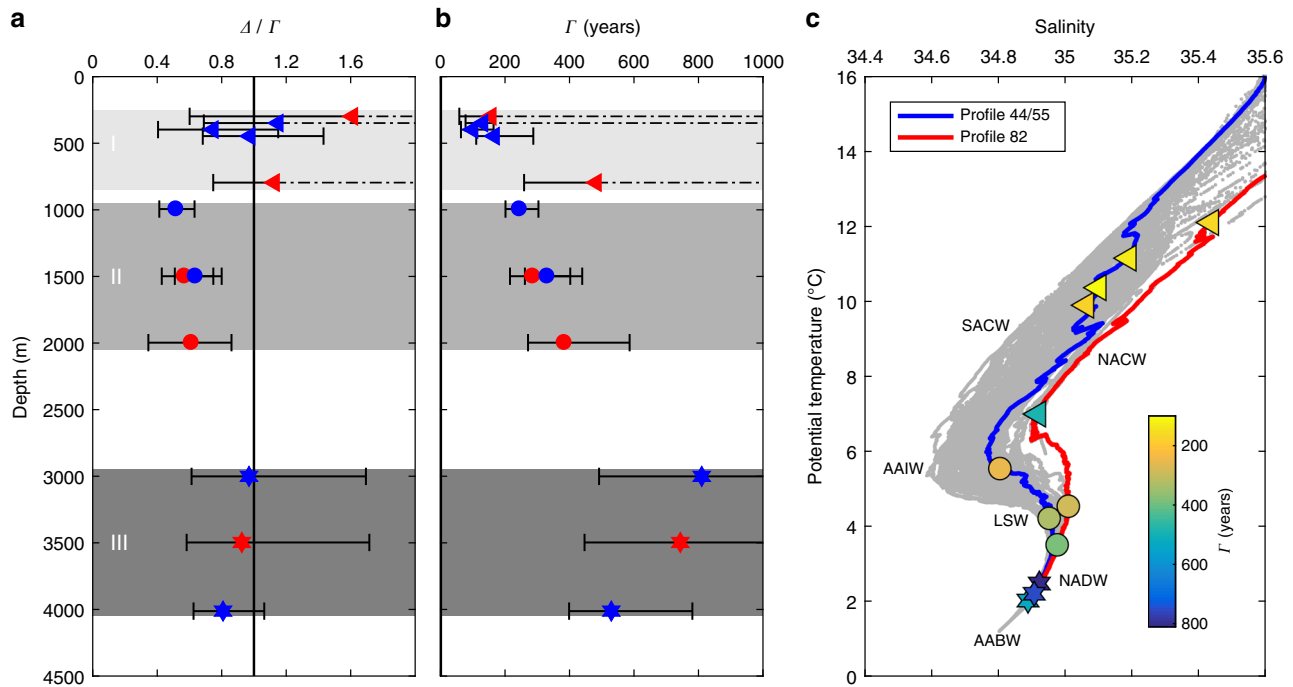 a
Δ / Γ
0 0.4 0.8 1.2 1.6
0
500
1000
1500
2000
2500
3000
3500
4000
4500
Depth (m)
I
II
III
b
Γ (years)
0 200 400 600 800 1000
c
Salinity
34.4 34.6 34.8 35 35.2 35.4 35.6
16
14
12
10
8
6
4
2
0
Potential temperature (°C)
Profile 44/55
Profile 82
SACW
NACW
AAIW
LSW
NADW
AABW
200
400
600
800
Γ (years)